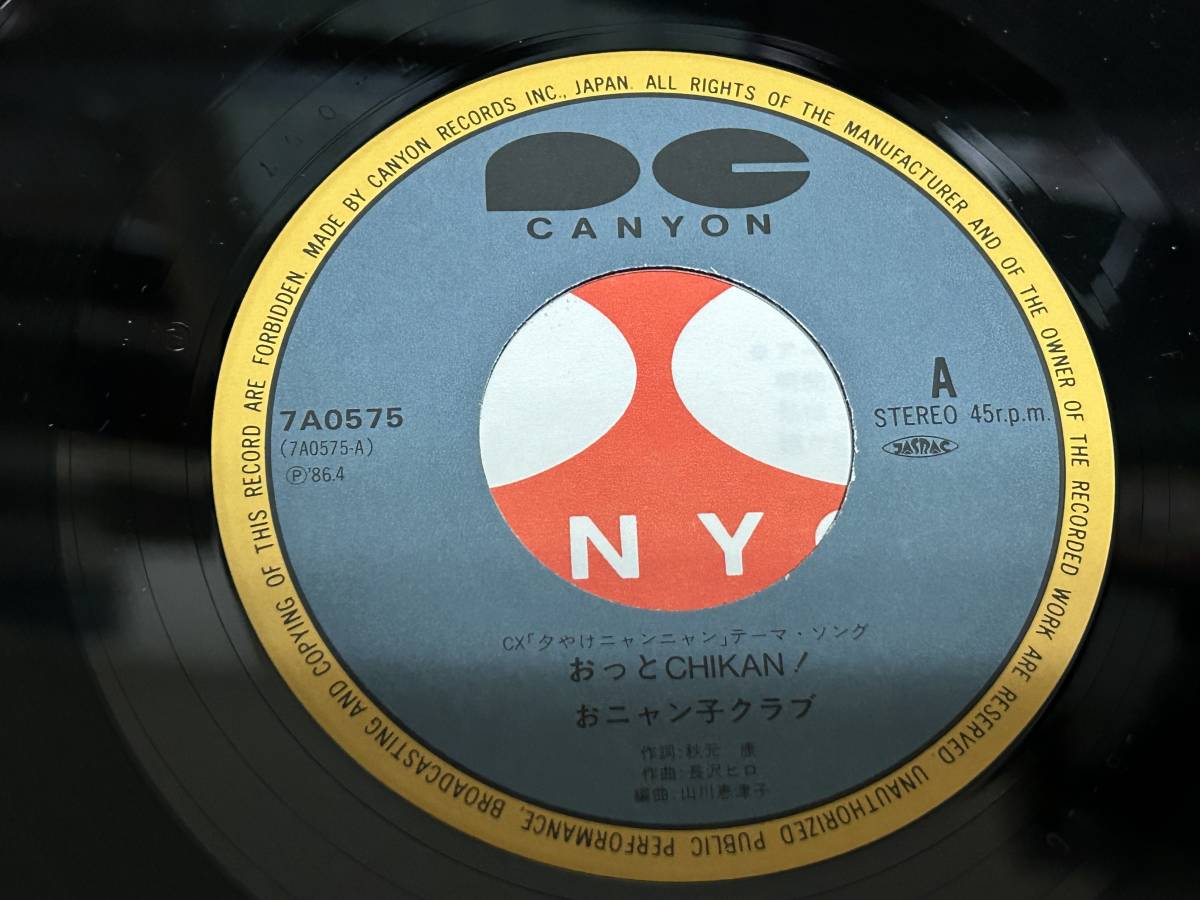 MADE BY CANYON RECORDS INC., JAPAN. ALL RIGHTS OF THE MANUFACTURER AND OF THE OWNER OF THE RECORDED WORK ARE RESERVED. UNAUTHORIZED PUBLIC PERFORMANCE, BROADCASTING AND COPYING OF THIS RECORD ARE FORBIDDEN.
CANYON
A
7A0575
STEREO 45r.p.m.
(7A0575-A)
JASRAC
Ⓟ'86.4
NY
CX「夕やけニャンニャン」テーマ・ソング
おっとCHIKAN!
おニャン子クラブ
作詞:秋元 康
作曲:長沢ヒロ
編曲:山川恵津子